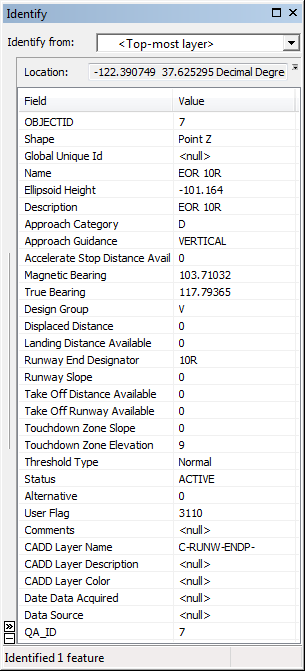 Identify
Identify from: <Top-most layer>
Location: -122.390749 37.625295 Decimal Degre
Field Value
OBJECTID 7
Shape Point Z
Global Unique Id <null>
Name EOR 10R
Ellipsoid Height -101.164
Description EOR 10R
Approach Category D
Approach Guidance VERTICAL
Accelerate Stop Distance Avail 0
Magnetic Bearing 103.71032
True Bearing 117.79365
Design Group V
Displaced Distance 0
Landing Distance Available 0
Runway End Designator 10R
Runway Slope 0
Take Off Distance Available 0
Take Off Runway Available 0
Touchdown Zone Slope 0
Touchdown Zone Elevation 9
Threshold Type Normal
Status ACTIVE
Alternative 0
User Flag 3110
Comments <null>
CADD Layer Name C-RUNW-ENDP-
CADD Layer Description <null>
CADD Layer Color <null>
Date Data Acquired <null>
Data Source <null>
QA_ID 7
Identified 1 feature